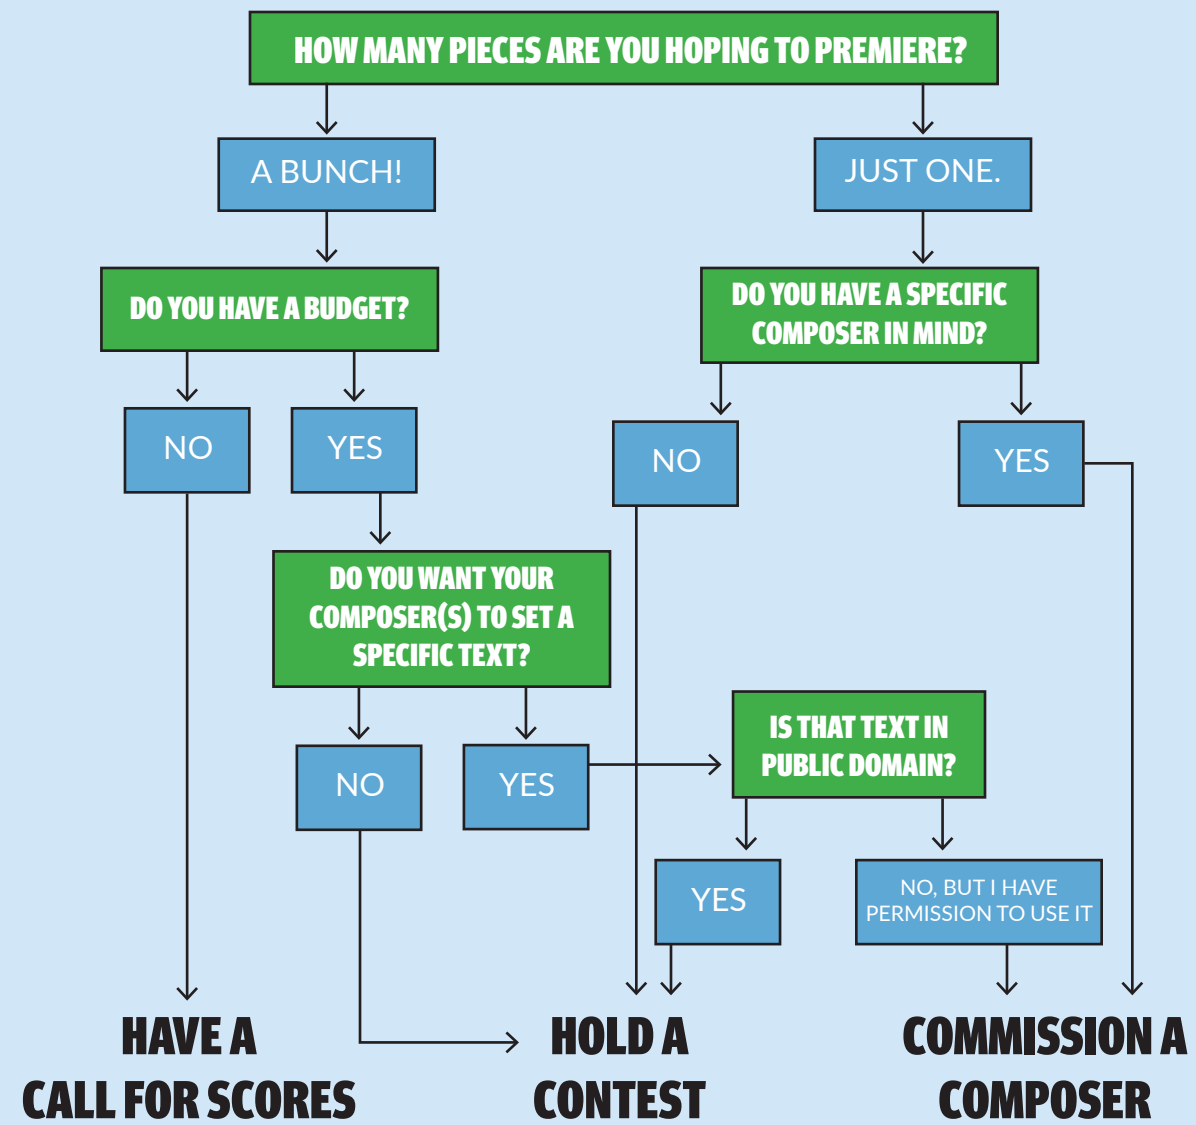 HOW MANY PIECES ARE YOU HOPING TO PREMIERE?
A BUNCH!
JUST ONE.
DO YOU HAVE A BUDGET?
DO YOU HAVE A SPECIFIC
COMPOSER IN MIND?
NO
YES
NO
YES
DO YOU WANT YOUR
COMPOSER(S) TO SET A
SPECIFIC TEXT?
IS THAT TEXT IN
PUBLIC DOMAIN?
NO
YES
YES
NO, BUT I HAVE
PERMISSION TO USE IT
HAVE A
CALL FOR SCORES
HOLD A
CONTEST
COMMISSION A
COMPOSER